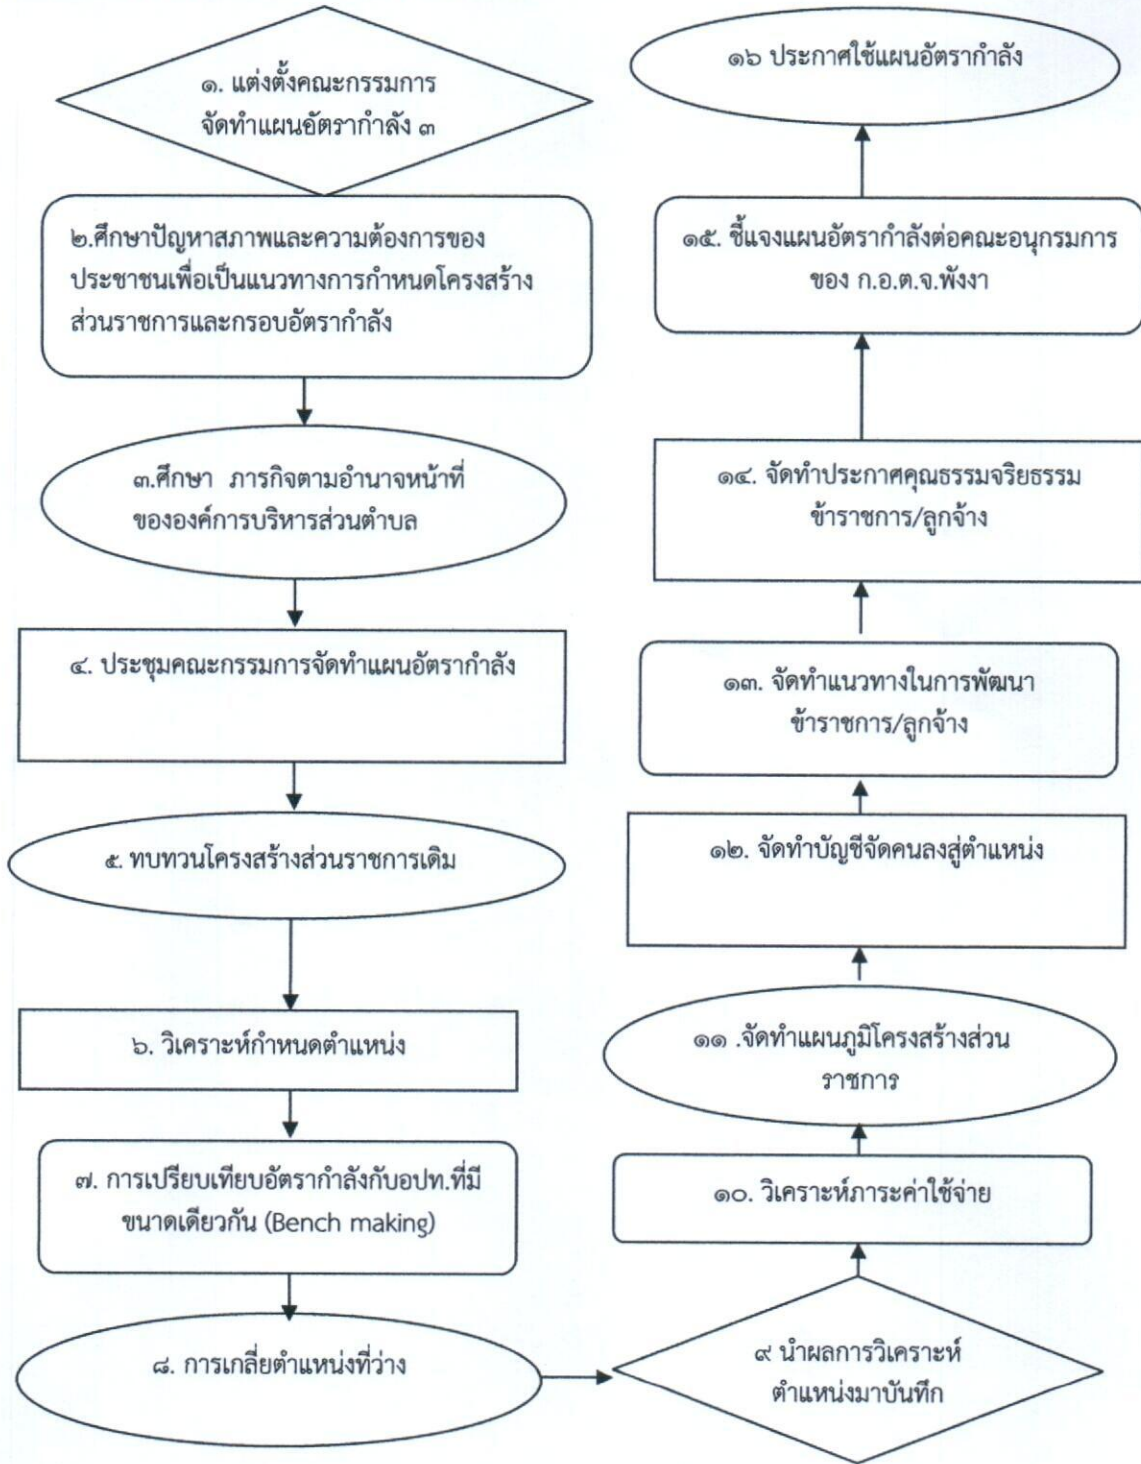 ๑. แต่งตั้งคณะกรรมการ
จัดทำแผนอัตรากำลัง ๓
๒.ศึกษาปัญหาสภาพและความต้องการของ
ประชาชนเพื่อเป็นแนวทางการกำหนดโครงสร้าง
ส่วนราชการและกรอบอัตรากำลัง
๓.ศึกษา ภารกิจตามอำนาจหน้าที่
ขององค์การบริหารส่วนตำบล
๔. ประชุมคณะกรรมการจัดทำแผนอัตรากำลัง
๕. ทบทวนโครงสร้างส่วนราชการเดิม
๖. วิเคราะห์กำหนดตำแหน่ง
๗. การเปรียบเทียบอัตรากำลังกับอปท.ที่มี
ขนาดเดียวกัน (Bench making)
๘. การเกลี่ยตำแหน่งที่ว่าง
๙ นำผลการวิเคราะห์
ตำแหน่งมาบันทึก
๑๐. วิเคราะห์ภาระค่าใช้จ่าย
๑๑ .จัดทำแผนภูมิโครงสร้างส่วน
ราชการ
๑๒. จัดทำบัญชีจัดคนลงสู่ตำแหน่ง
๑๓. จัดทำแนวทางในการพัฒนา
ข้าราชการ/ลูกจ้าง
๑๔. จัดทำประกาศคุณธรรมจริยธรรม
ข้าราชการ/ลูกจ้าง
๑๕. ชี้แจงแผนอัตรากำลังต่อคณะอนุกรมการ
ของ ก.อ.ต.จ.พังงา
๑๖ ประกาศใช้แผนอัตรากำลัง